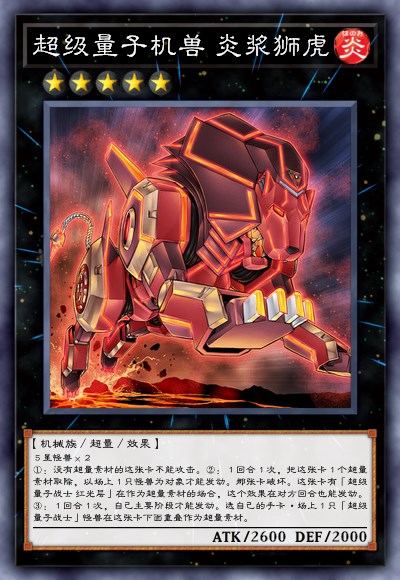 超级量子机兽 炎浆狮虎
炎
【机械族／超量／效果】
５星怪兽×２
①：没有超量素材的这张卡不能攻击。②：１回合１次，把这张卡１个超量
素材取除，以场上１只怪兽为对象才能发动。那张卡破坏。这张卡有「超级
量子战士 红光层」在作为超量素材的场合，这个效果在对方回合也能发动。
③：１回合１次，自己主要阶段才能发动。选自己的手卡·场上１只「超级
量子战士」怪兽在这张卡下面重叠作为超量素材。
ATK/2600 DEF/2000